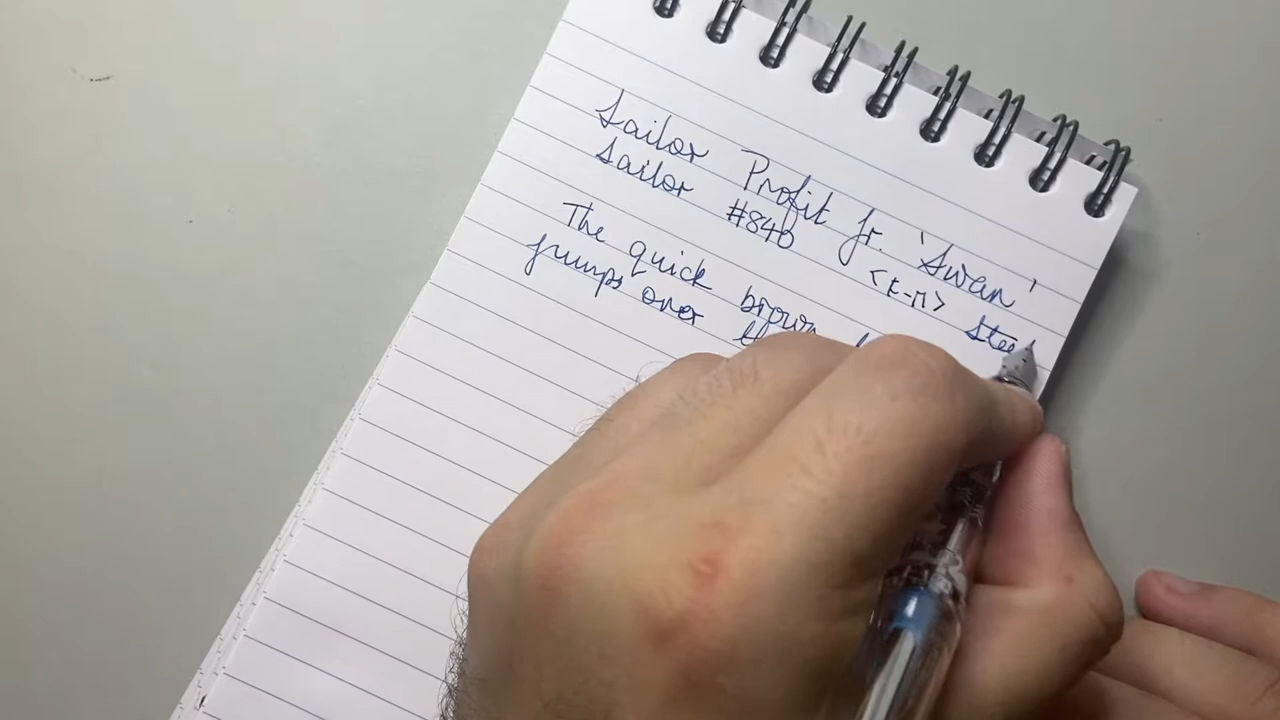 Sailor Profit Jr. 'Swan'
Sailor #840 <F-M> Steel
The quick brown
jumps over